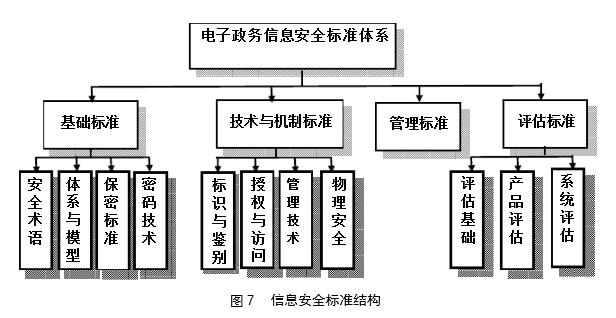 电子政务信息安全标准体系
基础标准
技术与机制标准
管理标准
评估标准
安全术语
体系与模型
保密标准
密码技术
标识与鉴别
授权与访问
管理技术
物理安全
评估基础
产品评估
系统评估
图 7 信息安全标准结构